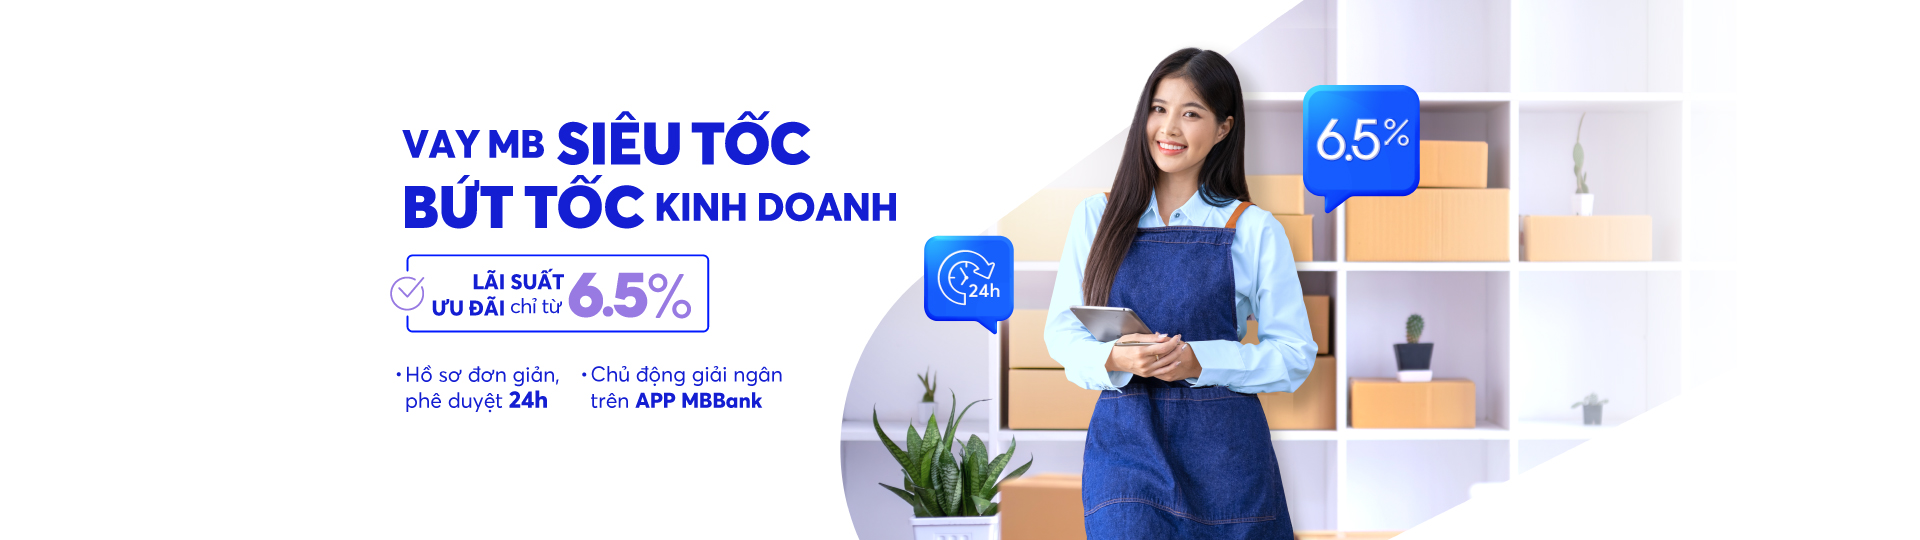 VAY MB SIÊU TỐC
BỨT TỐC KINH DOANH
LÃI SUẤT
ƯU ĐÃI chỉ từ 6.5%
• Hồ sơ đơn giản,
phê duyệt 24h
• Chủ động giải ngân
trên APP MBBank
24h
6.5%